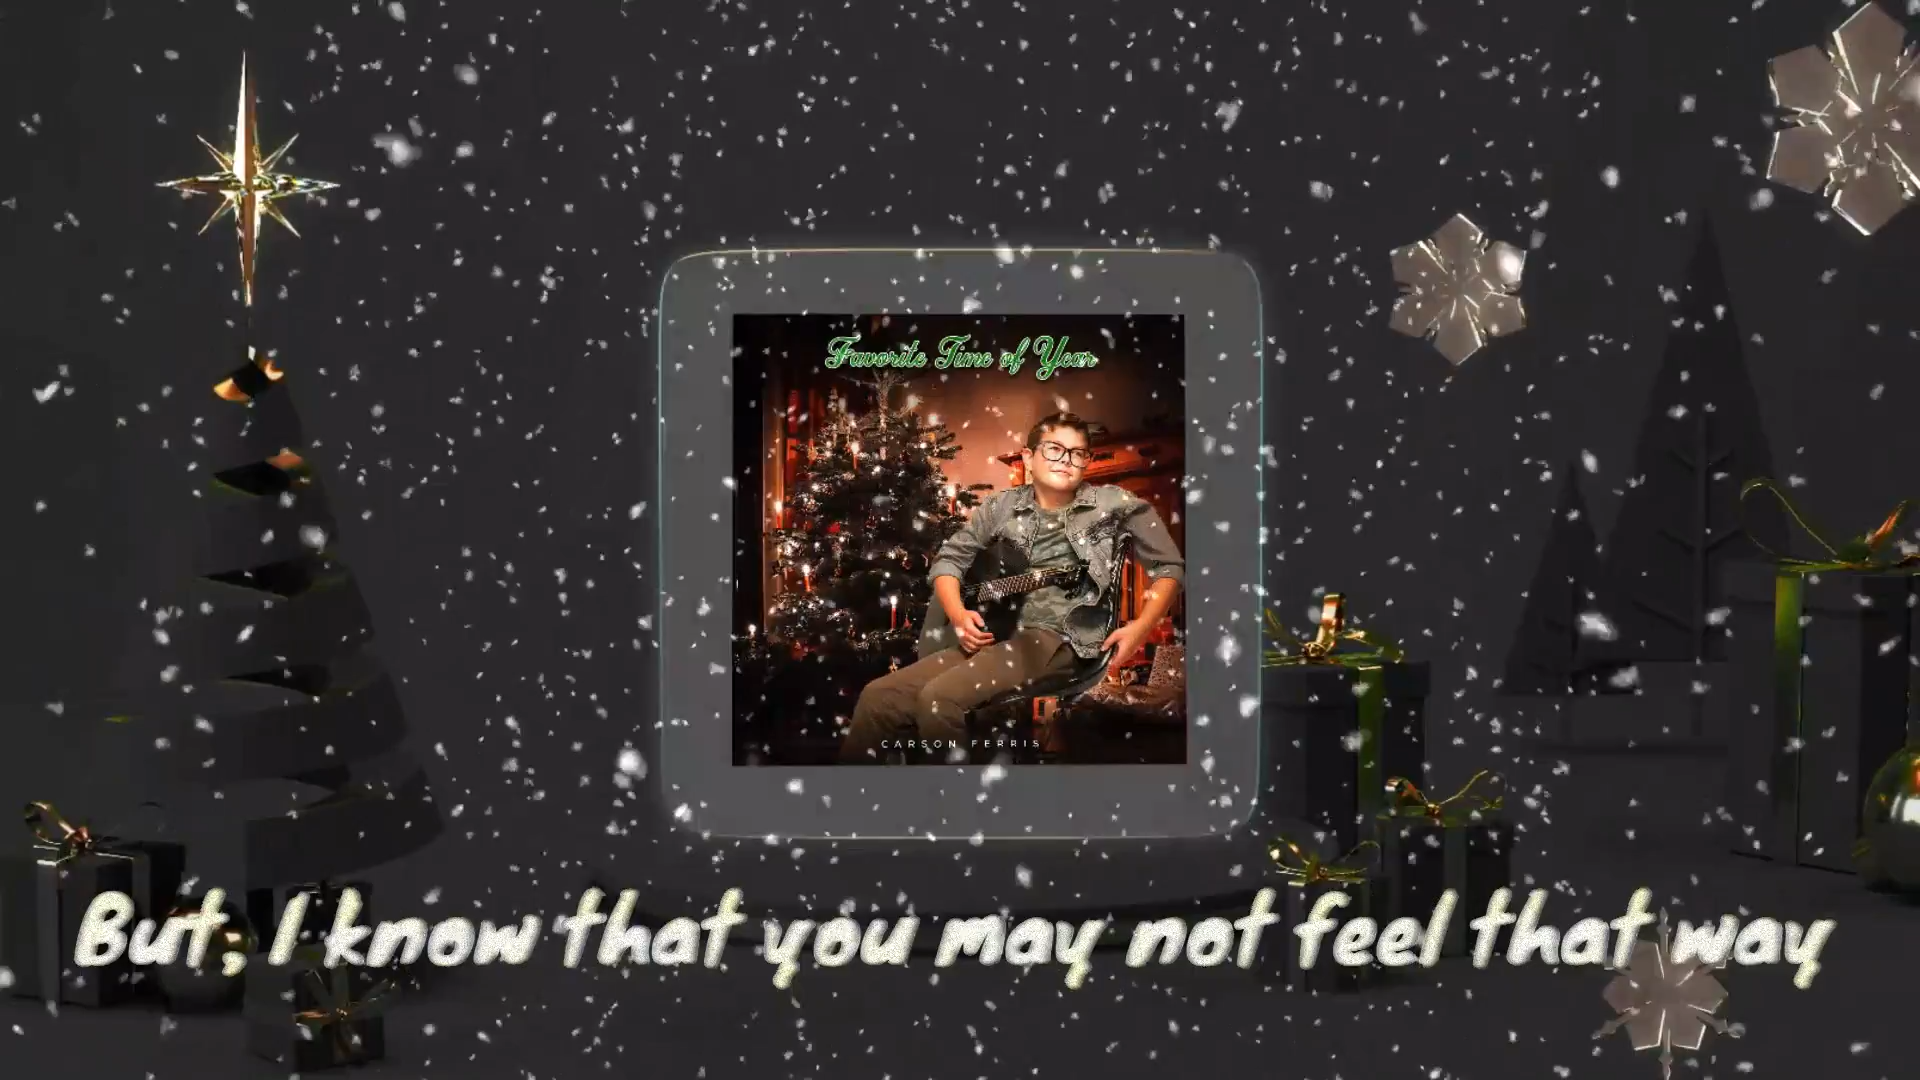 Favorite Time of Year
CARSON FERRIS
But, I know that you may not feel that way